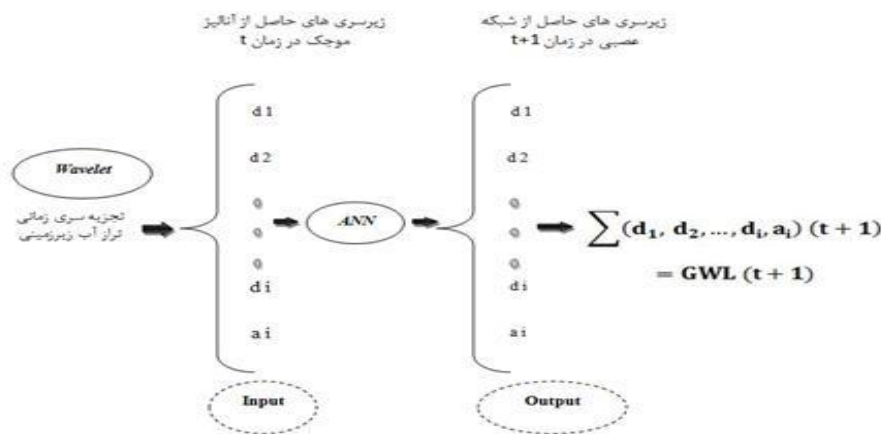 زیرسری های حاصل از آنالیز
موجک در زمان t
زیرسری های حاصل از شبکه
عصبی در زمان t+1
Wavelet
تجزیه سری زمانی
تراز آب زیرزمینی
d1
d2
di
ai
Input
ANN
d1
d2
di
ai
Output
∑(d₁, d₂, ..., dᵢ, aᵢ) (t + 1)
= GWL (t + 1)